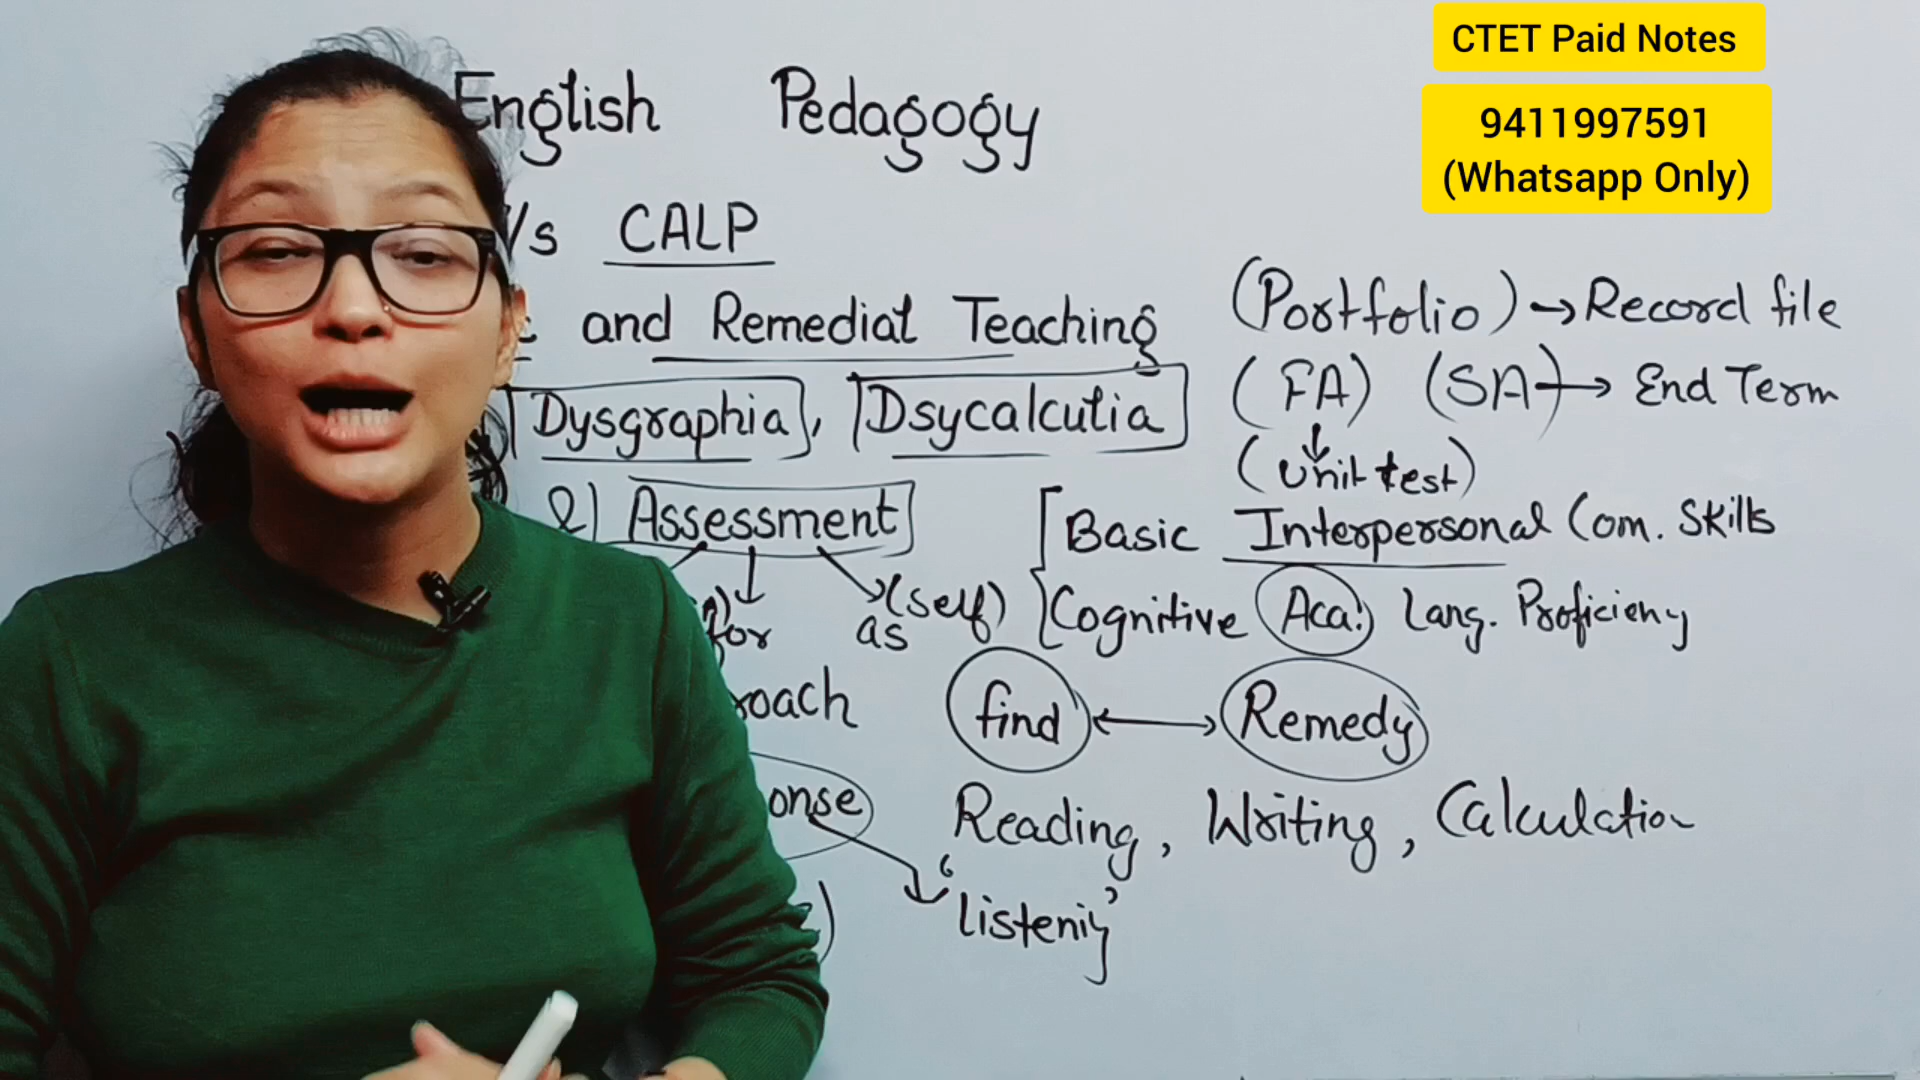 CTET Paid Notes
9411997591
(Whatsapp Only)
English Pedagogy
/s CALP
and Remedial Teaching
Dysgraphia, Dsycalculia
& Assessment
for as (self)
roach
onse
(Portfolio) → Record file
(FA) (SA) → End Term
(Unit test)
Basic Interpersonal Com. Skills
Cognitive Aca. Lang. Proficieny
find ↔ Remedy
Reading, Writing, Calculation
'listenig'